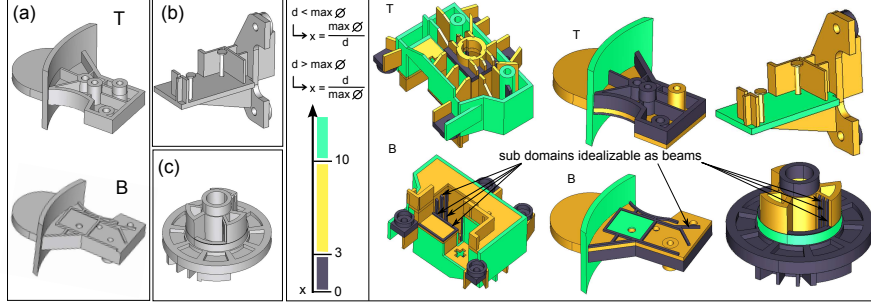 (a)
T
B
(b)
(c)
d < max Ø
x = max Ø / d
d > max Ø
x = d / max Ø
10
3
x
0
T
T
B
sub domains idealizable as beams
B